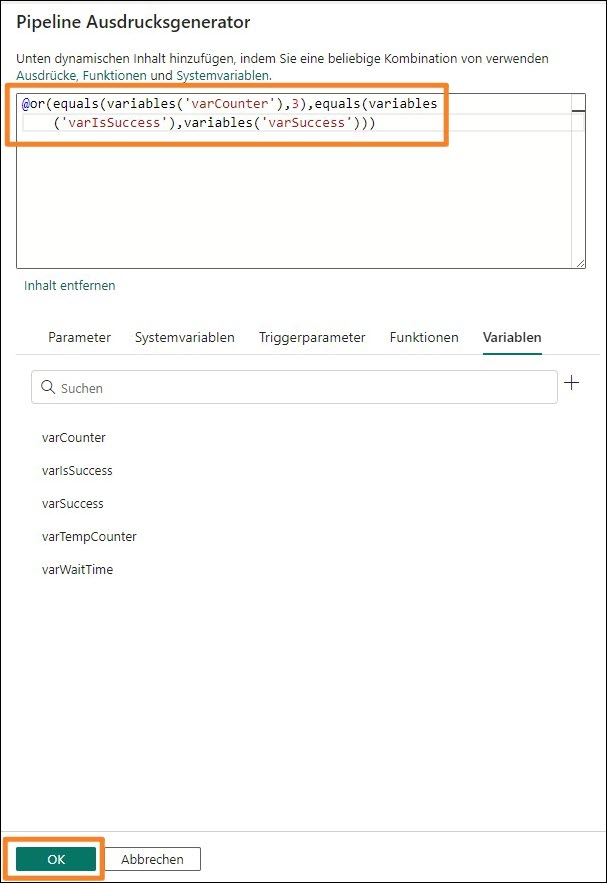 Pipeline Ausdrucksgenerator
Unten dynamischen Inhalt hinzufügen, indem Sie eine beliebige Kombination von verwenden
Ausdrücke, Funktionen und Systemvariablen.
@or(equals(variables('varCounter'),3),equals(variables
('varIsSuccess'),variables('varSuccess')))
Inhalt entfernen
Parameter Systemvariablen Triggerparameter Funktionen Variablen
Suchen
varCounter
varIsSuccess
varSuccess
varTempCounter
varWaitTime
OK Abbrechen